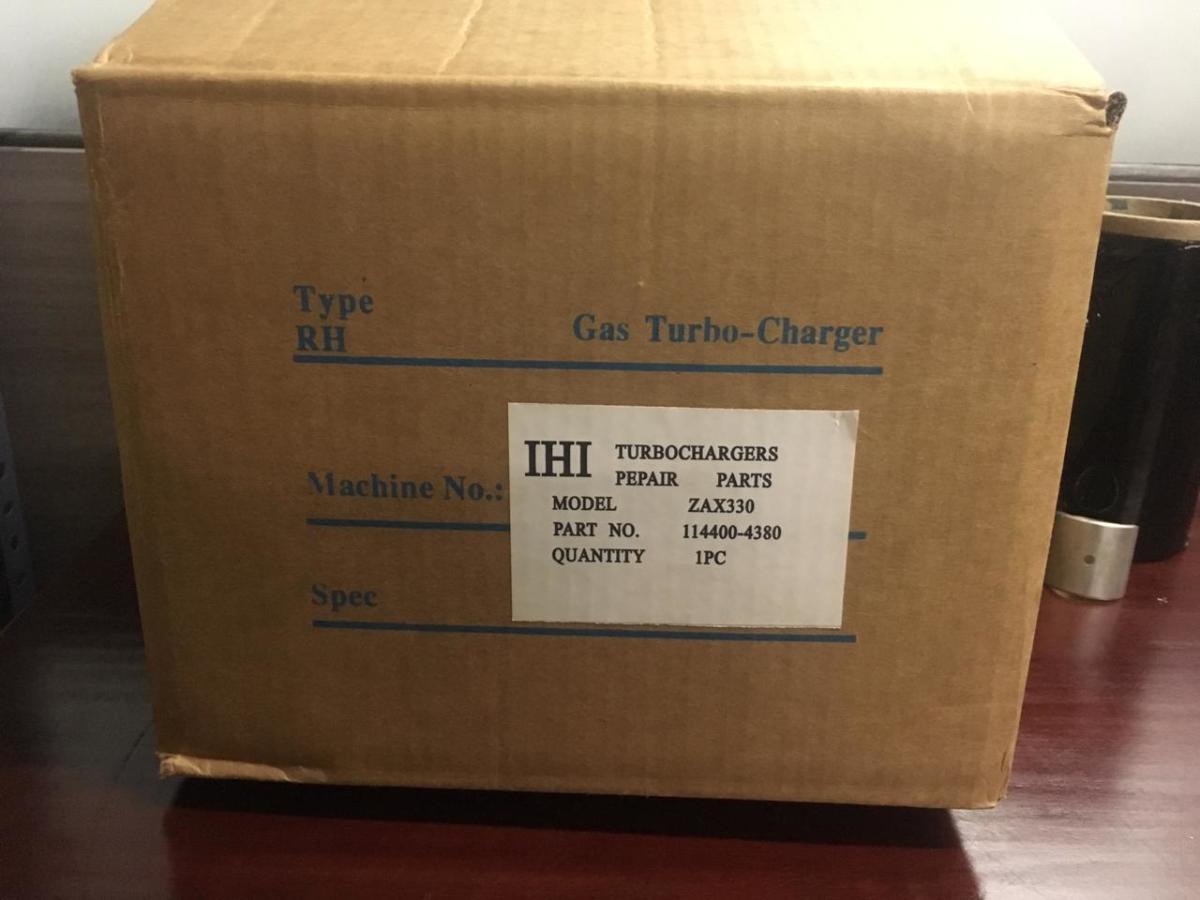 Type
RH Gas Turbo-Charger
Machine No.:
IHI TURBOCHARGERS
PEPAIR PARTS
MODEL ZAX330
PART NO. 114400-4380
QUANTITY 1PC
Spec